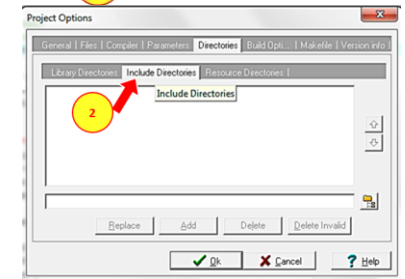 Project Options
General | Files | Compiler | Parameters Directories Build Opti... | Makefile | Version info |
Library Directories Include Directories Resource Directories |
Include Directories
2
Replace Add Delete Delete Invalid
Ok Cancel ? Help